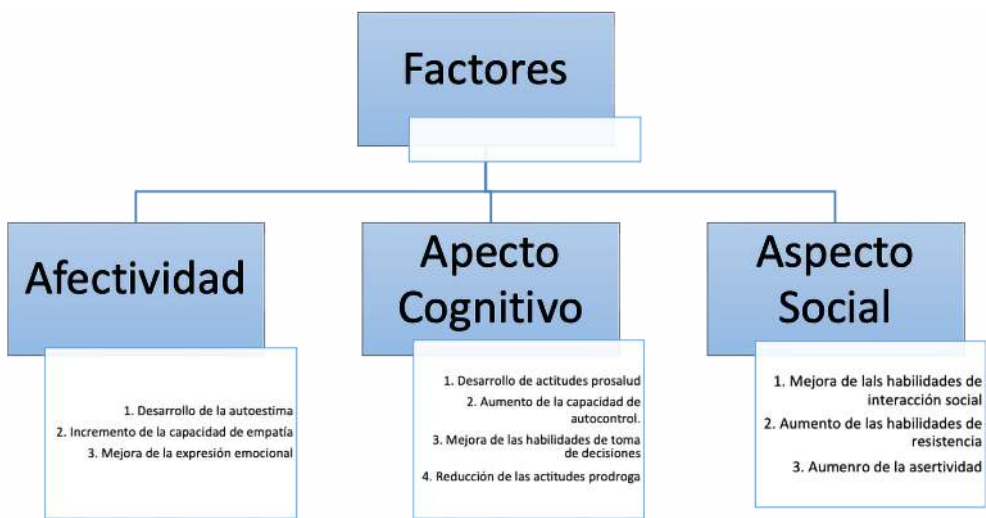 Factores
Afectividad
1. Desarrollo de la autoestima
2. Incremento de la capacidad de empatía
3. Mejora de la expresión emocional
Apecto
Cognitivo
1. Desarrollo de actitudes prosalud
2. Aumento de la capacidad de
autocontrol.
3. Mejora de las habilidades de toma
de decisiones
4. Reducción de las actitudes prodroga
Aspecto
Social
1. Mejora de lals habilidades de
interacción social
2. Aumento de las habilidades de
resistencia
3. Aumenro de la asertividad